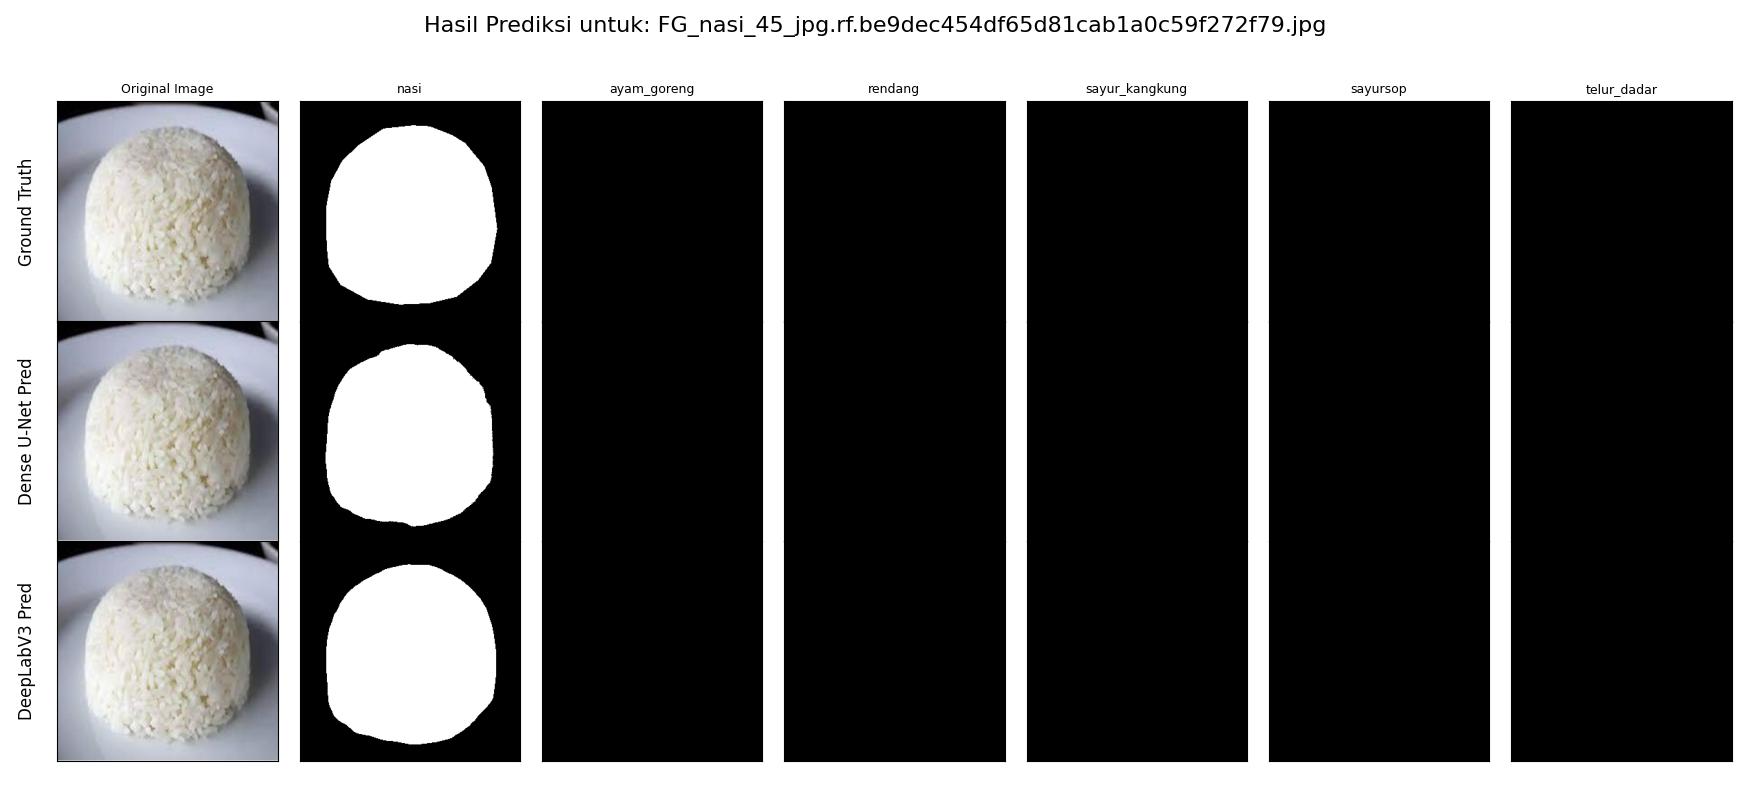 Hasil Prediksi untuk: FG_nasi_45_jpg.rf.be9dec454df65d81cab1a0c59f272f79.jpg
Original Image
nasi
ayam_goreng
rendang
sayur_kangkung
sayursop
telur_dadar
Ground Truth
Dense U-Net Pred
DeepLabV3 Pred